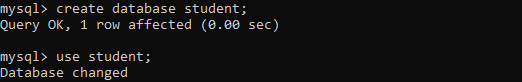 mysql> create database student;
Query OK, 1 row affected (0.00 sec)
mysql> use student;
Database changed